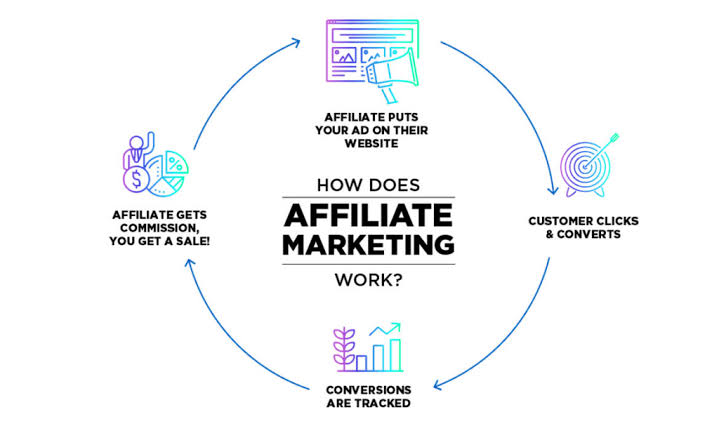 AFFILIATE PUTS
YOUR AD ON THEIR
WEBSITE
HOW DOES
AFFILIATE
MARKETING
WORK?
CUSTOMER CLICKS
& CONVERTS
CONVERSIONS
ARE TRACKED
AFFILIATE GETS
COMMISSION,
YOU GET A SALE!
$
%